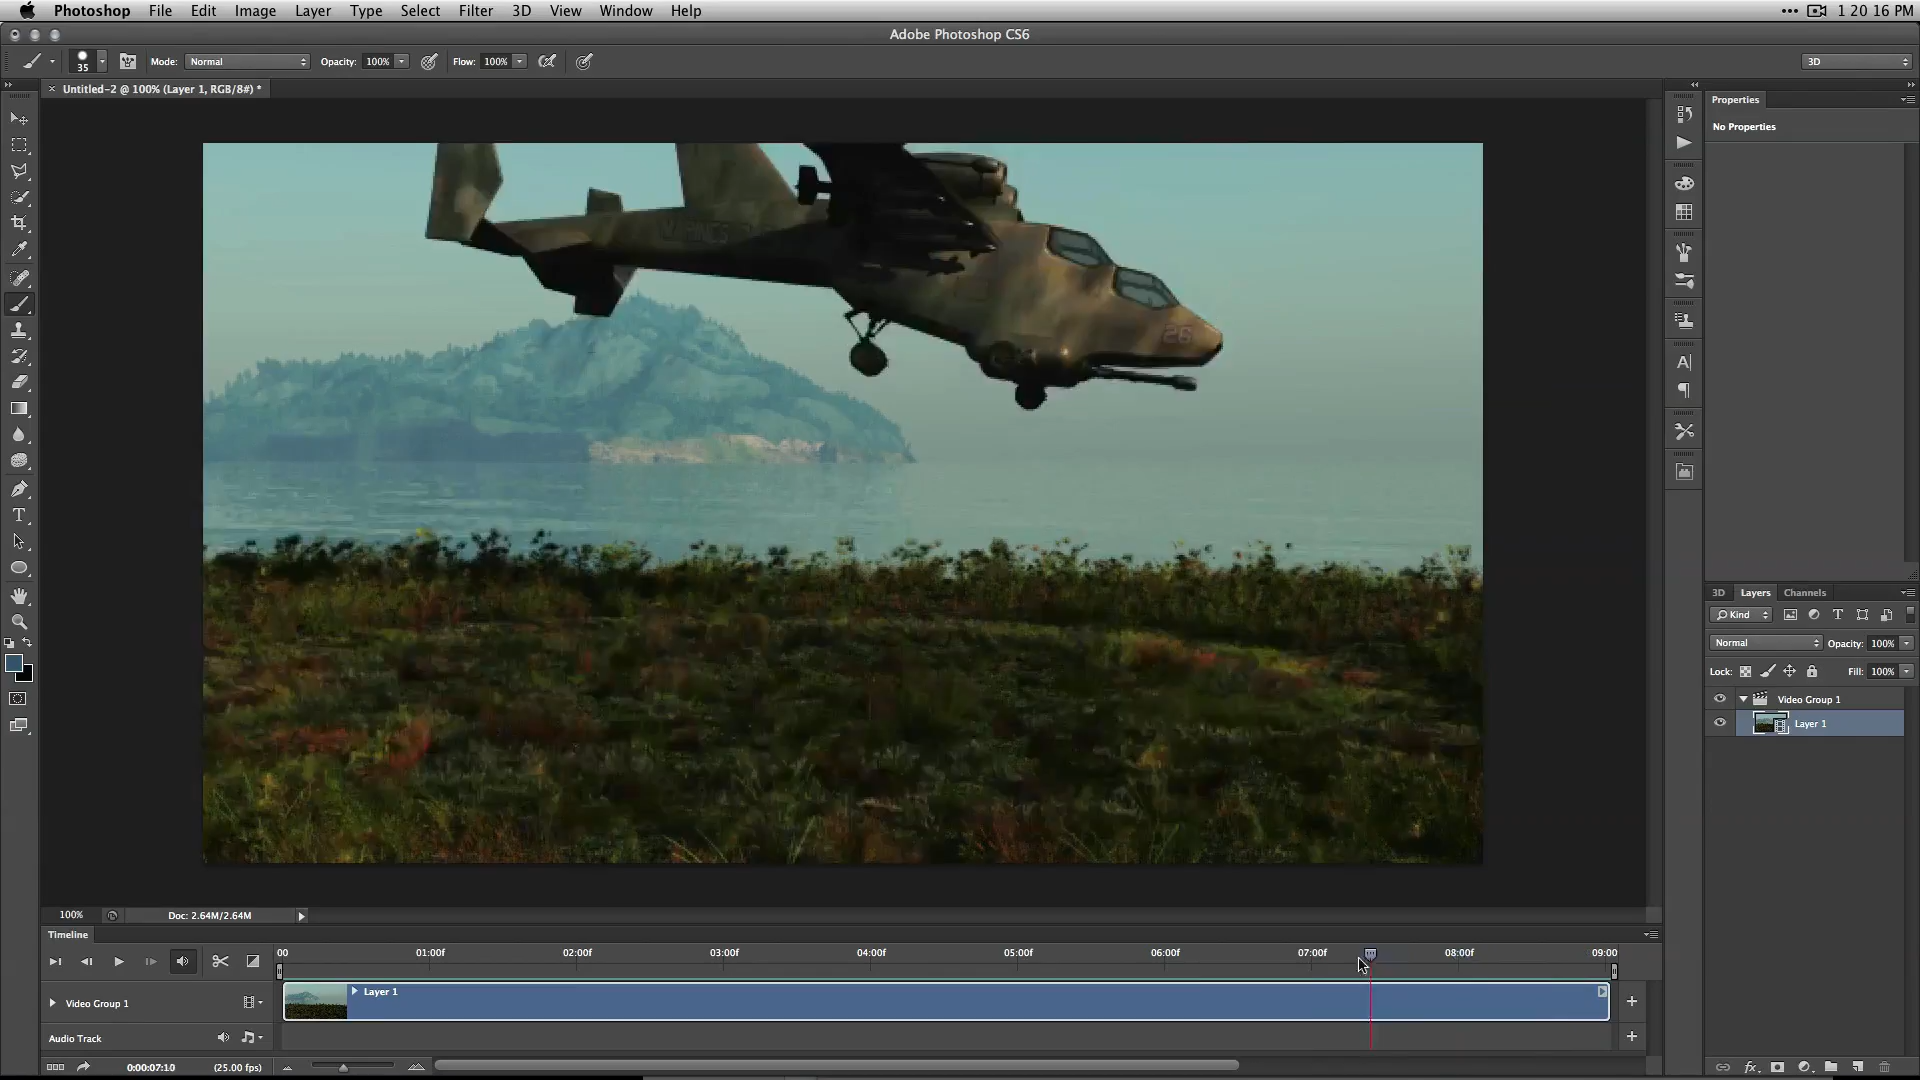 Photoshop File Edit Image Layer Type Select Filter 3D View Window Help 1 20 16 PM
Adobe Photoshop CS6
35 Mode: Normal Opacity: 100% Flow: 100% 3D
× Untitled-2 @ 100% (Layer 1, RGB/8#) *
Properties
No Properties
MARINES
26
3D Layers Channels
Kind
Normal Opacity: 100%
Lock: Fill: 100%
Video Group 1
Layer 1
100% Doc: 2.64M/2.64M
Timeline
00 01:00f 02:00f 03:00f 04:00f 05:00f 06:00f 07:00f 08:00f 09:00
Layer 1
Video Group 1
Audio Track
0:00:07:10 (25.00 fps)